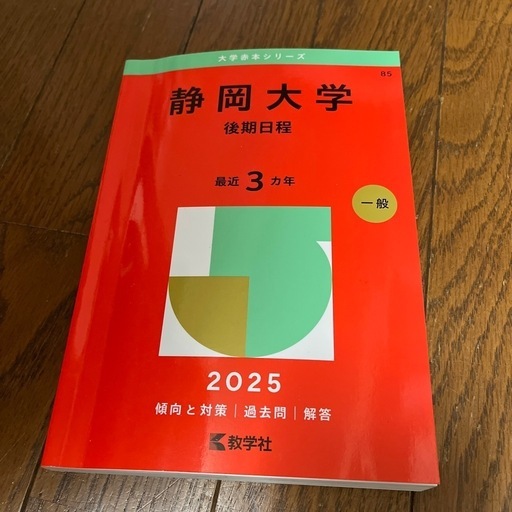 大学赤本シリーズ
85
静岡大学
後期日程
最近3カ年
一般
2025
傾向と対策|過去問|解答
教学社